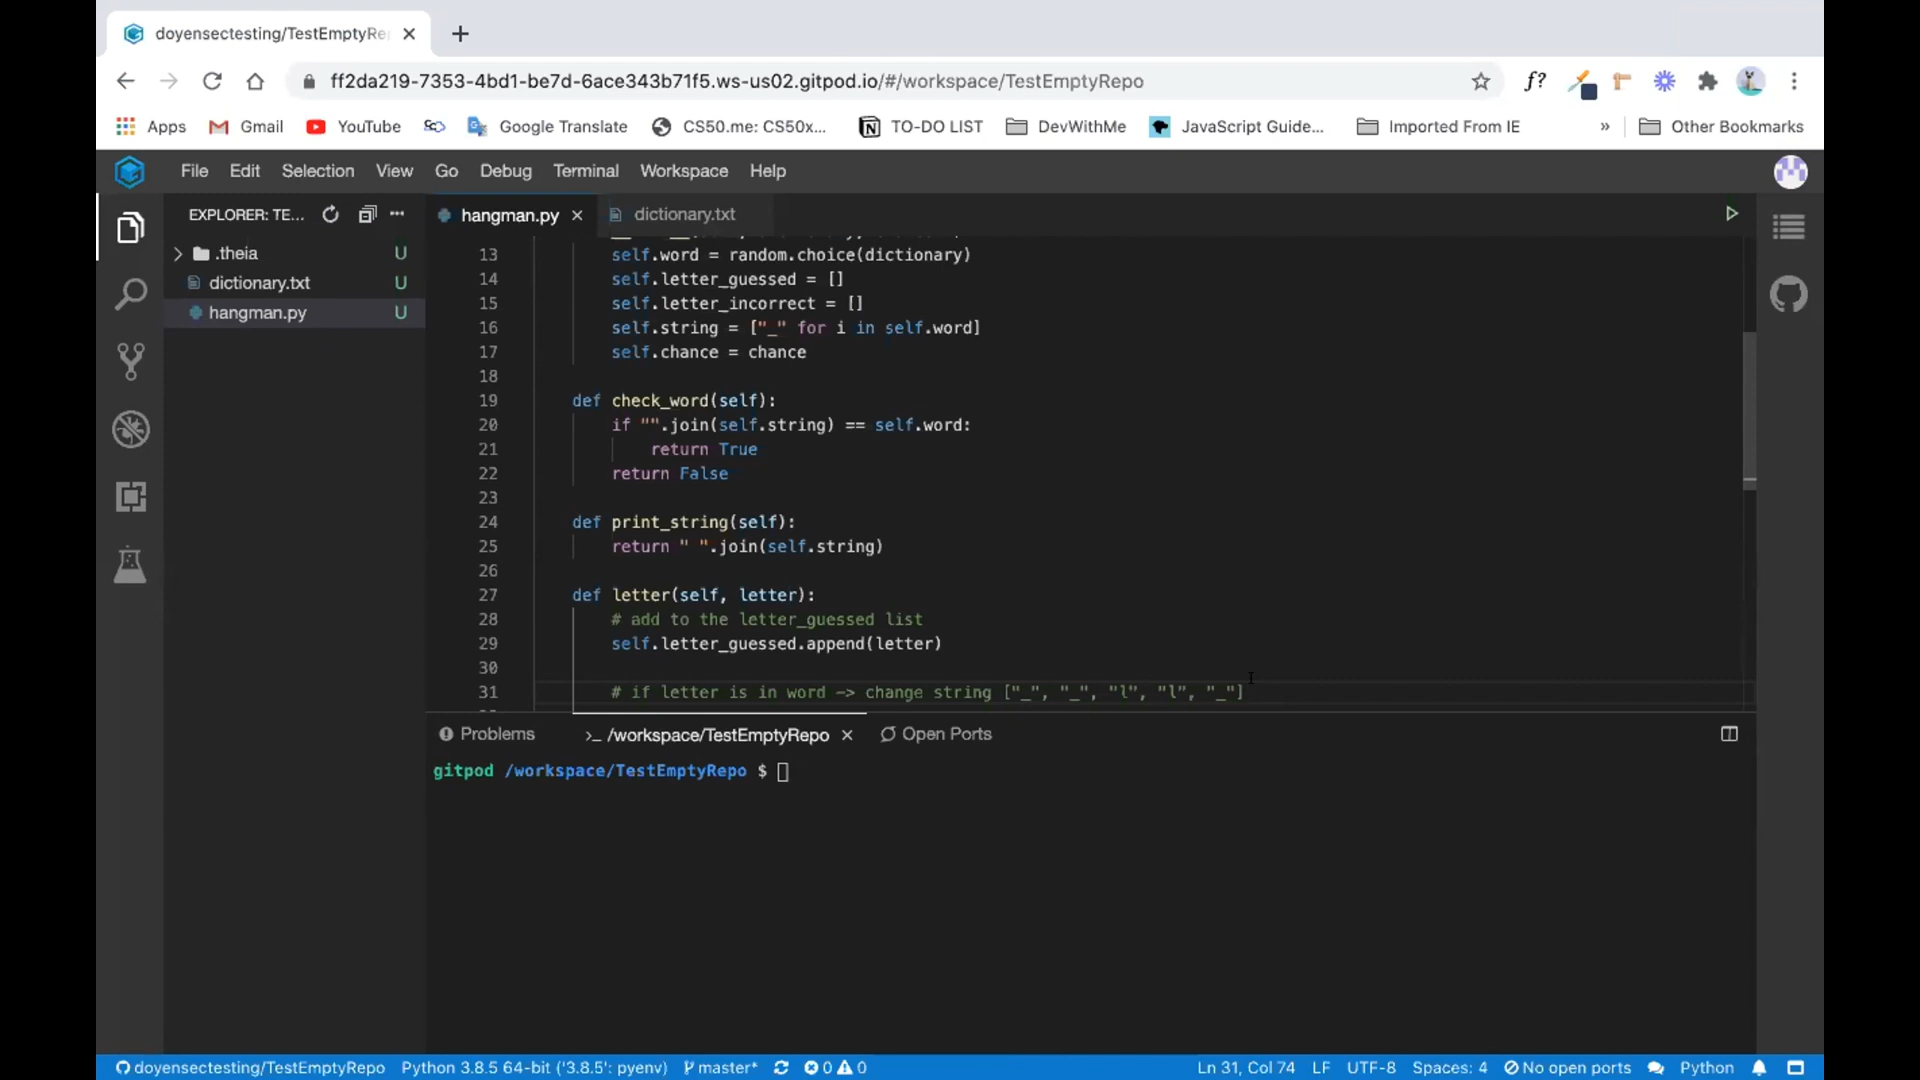 doyensectesting/TestEmptyRe
ff2da219-7353-4bd1-be7d-6ace343b71f5.ws-us02.gitpod.io/#/workspace/TestEmptyRepo
f?
Apps Gmail YouTube Google Translate CS50.me: CS50x... TO-DO LIST DevWithMe JavaScript Guide... Imported From IE » Other Bookmarks
File Edit Selection View Go Debug Terminal Workspace Help
EXPLORER: TE... hangman.py dictionary.txt
.theia U
dictionary.txt U
hangman.py U
13 self.word = random.choice(dictionary)
14 self.letter_guessed = []
15 self.letter_incorrect = []
16 self.string = ["_" for i in self.word]
17 self.chance = chance
18
19 def check_word(self):
20 if "".join(self.string) == self.word:
21 return True
22 return False
23
24 def print_string(self):
25 return " ".join(self.string)
26
27 def letter(self, letter):
28 # add to the letter_guessed list
29 self.letter_guessed.append(letter)
30
31 # if letter is in word -> change string ["_", "_", "l", "l", "_"]
Problems >_ /workspace/TestEmptyRepo Open Ports
gitpod /workspace/TestEmptyRepo $
doyensectesting/TestEmptyRepo Python 3.8.5 64-bit ('3.8.5': pyenv) master* 0 0 Ln 31, Col 74 LF UTF-8 Spaces: 4 No open ports Python